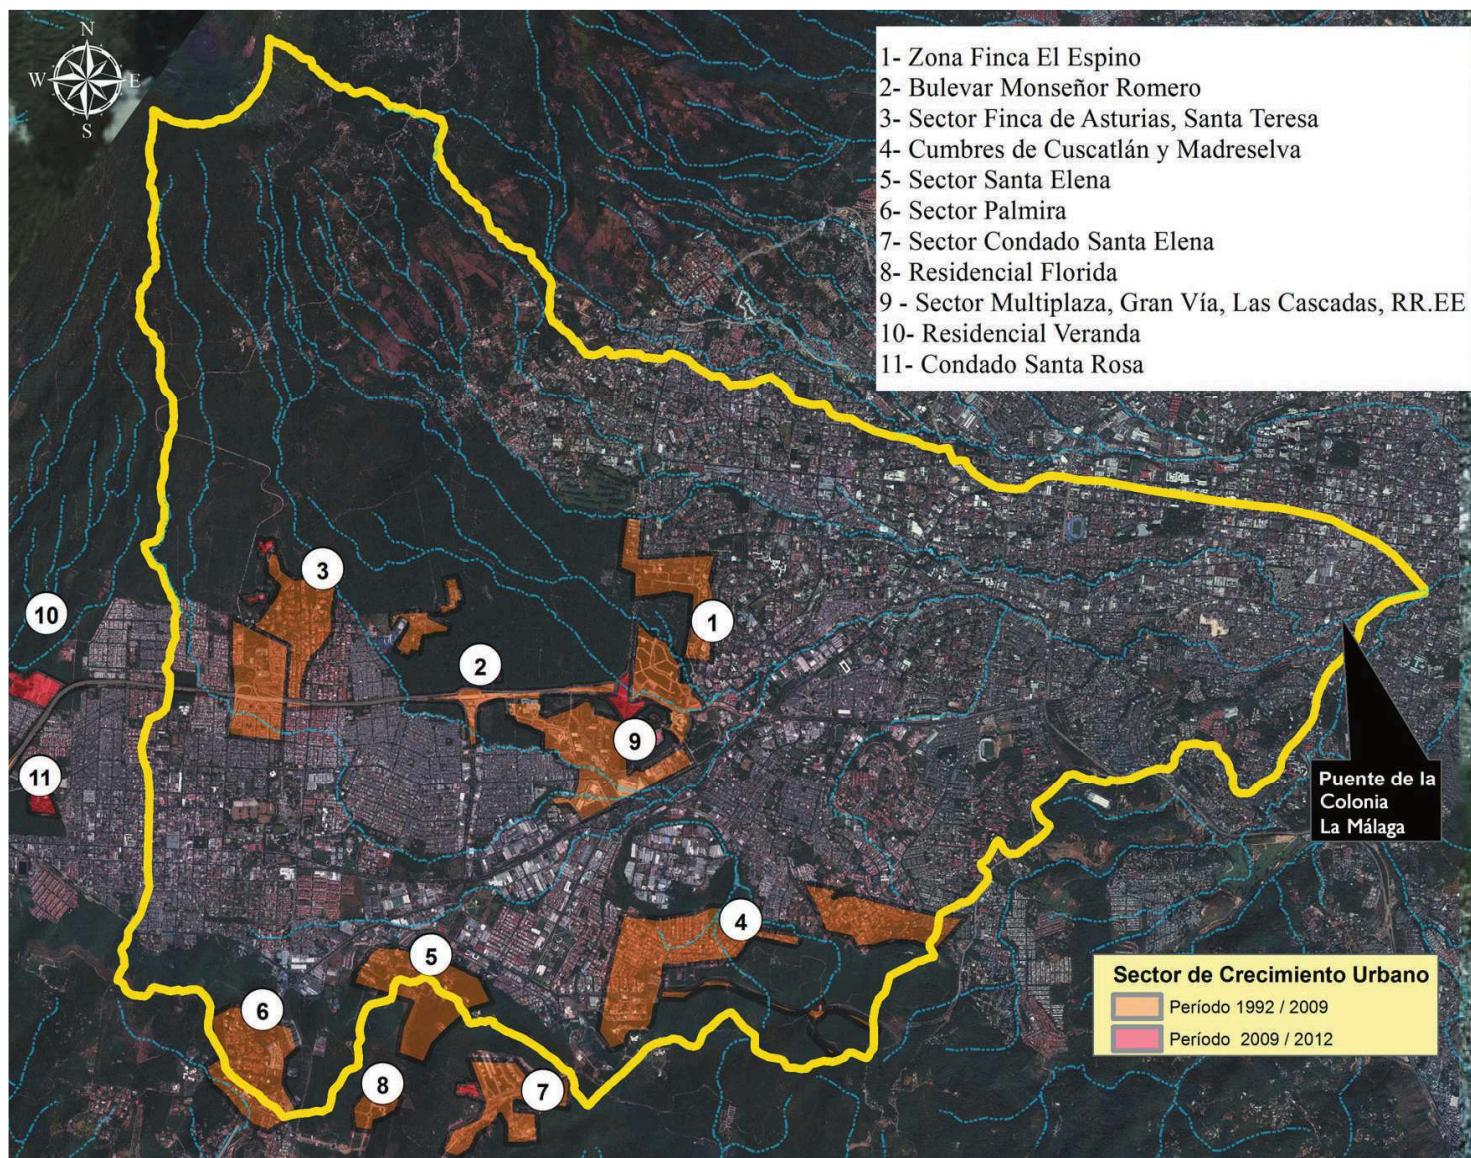 N
W E
S
1- Zona Finca El Espino
2- Bulevar Monseñor Romero
3- Sector Finca de Asturias, Santa Teresa
4- Cumbres de Cuscatlán y Madreselva
5- Sector Santa Elena
6- Sector Palmira
7- Sector Condado Santa Elena
8- Residencial Florida
9 - Sector Multiplaza, Gran Vía, Las Cascadas, RR.EE
10- Residencial Veranda
11- Condado Santa Rosa
3
10
1
2
9
11
Puente de la
Colonia
La Málaga
4
5
6
8
7
Sector de Crecimiento Urbano
Período 1992 / 2009
Período 2009 / 2012